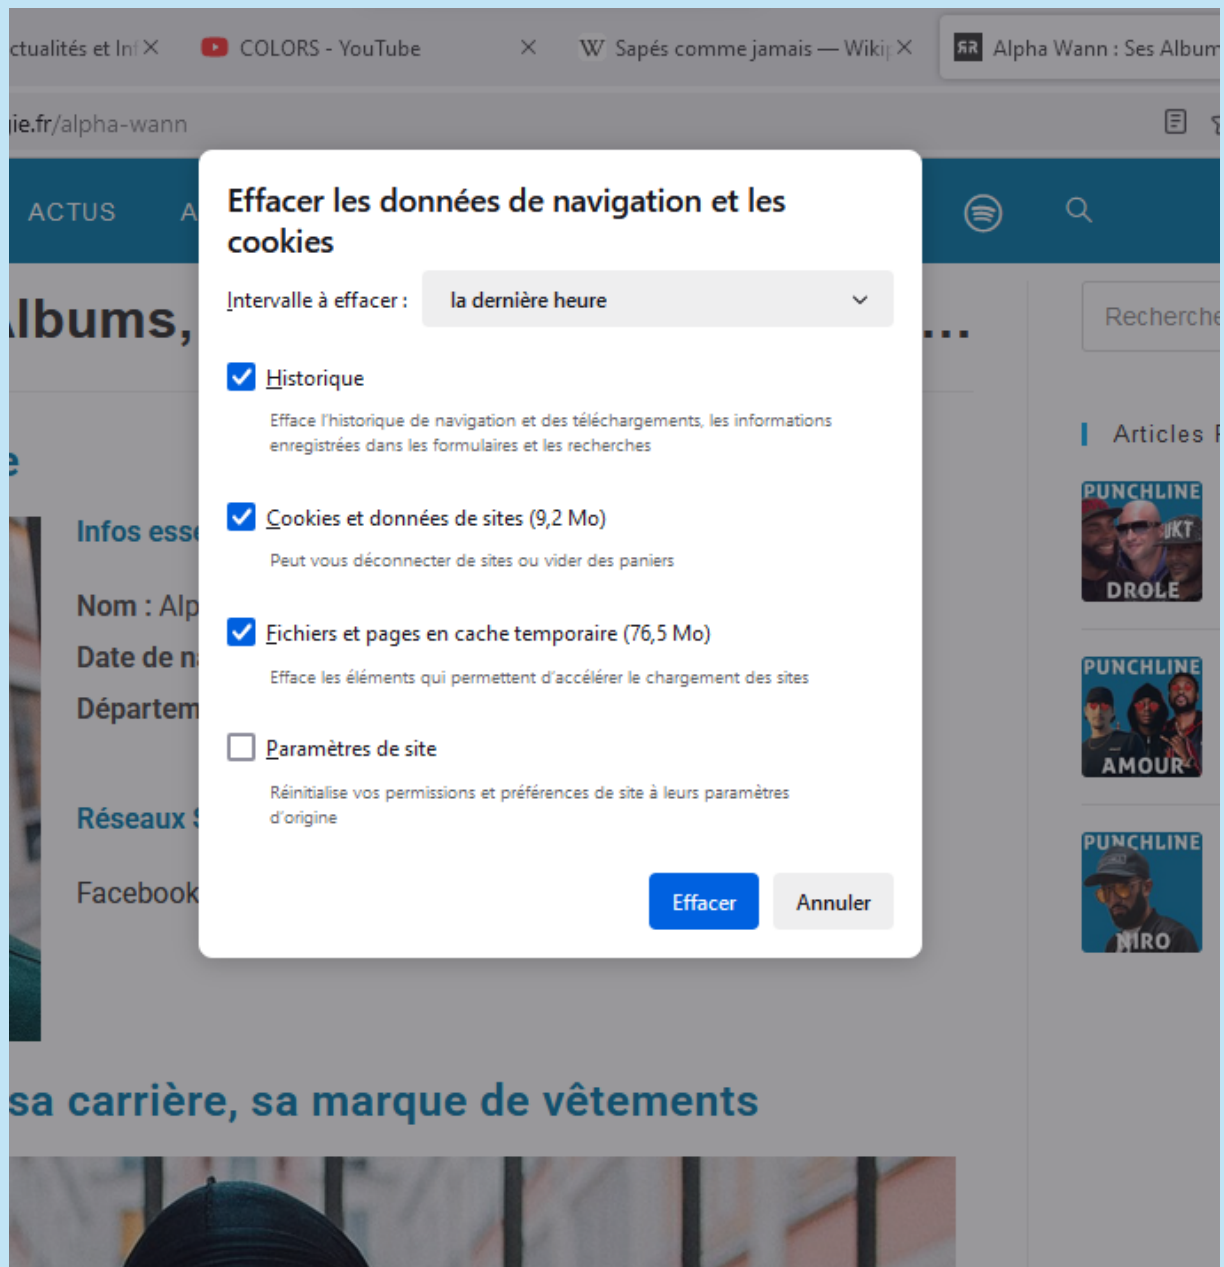 ctualités et Inf
COLORS - YouTube
W Sapés comme jamais — Wikip
ЯR Alpha Wann : Ses Album
gie.fr/alpha-wann
ACTUS
A
Effacer les données de navigation et les
cookies
Intervalle à effacer :
la dernière heure
lbums,
...
Recherche
Historique
Efface l'historique de navigation et des téléchargements, les informations
enregistrées dans les formulaires et les recherches
Articles
e
Cookies et données de sites (9,2 Mo)
Peut vous déconnecter de sites ou vider des paniers
Infos esse
PUNCHLINE
UKT
DROLE
Nom : Alp
Fichiers et pages en cache temporaire (76,5 Mo)
Efface les éléments qui permettent d'accélérer le chargement des sites
Date de na
Départem
PUNCHLINE
AMOUR
Paramètres de site
Réinitialise vos permissions et préférences de site à leurs paramètres
d'origine
Réseaux S
Facebook
PUNCHLINE
NIRO
Effacer
Annuler
sa carrière, sa marque de vêtements